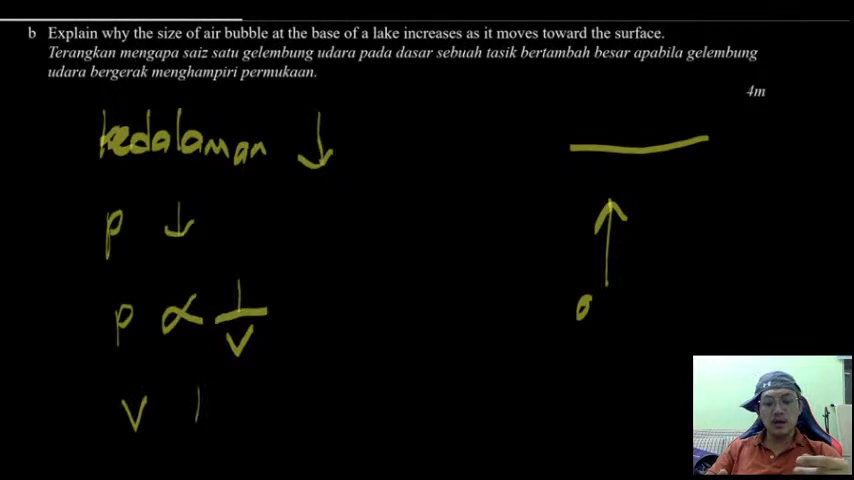 b Explain why the size of air bubble at the base of a lake increases as it moves toward the surface.
Terangkan mengapa saiz satu gelembung udara pada dasar sebuah tasik bertambah besar apabila gelembung
udara bergerak menghampiri permukaan.
4m
kedalaman ↓
P ↓
P ∝ 1/V
V